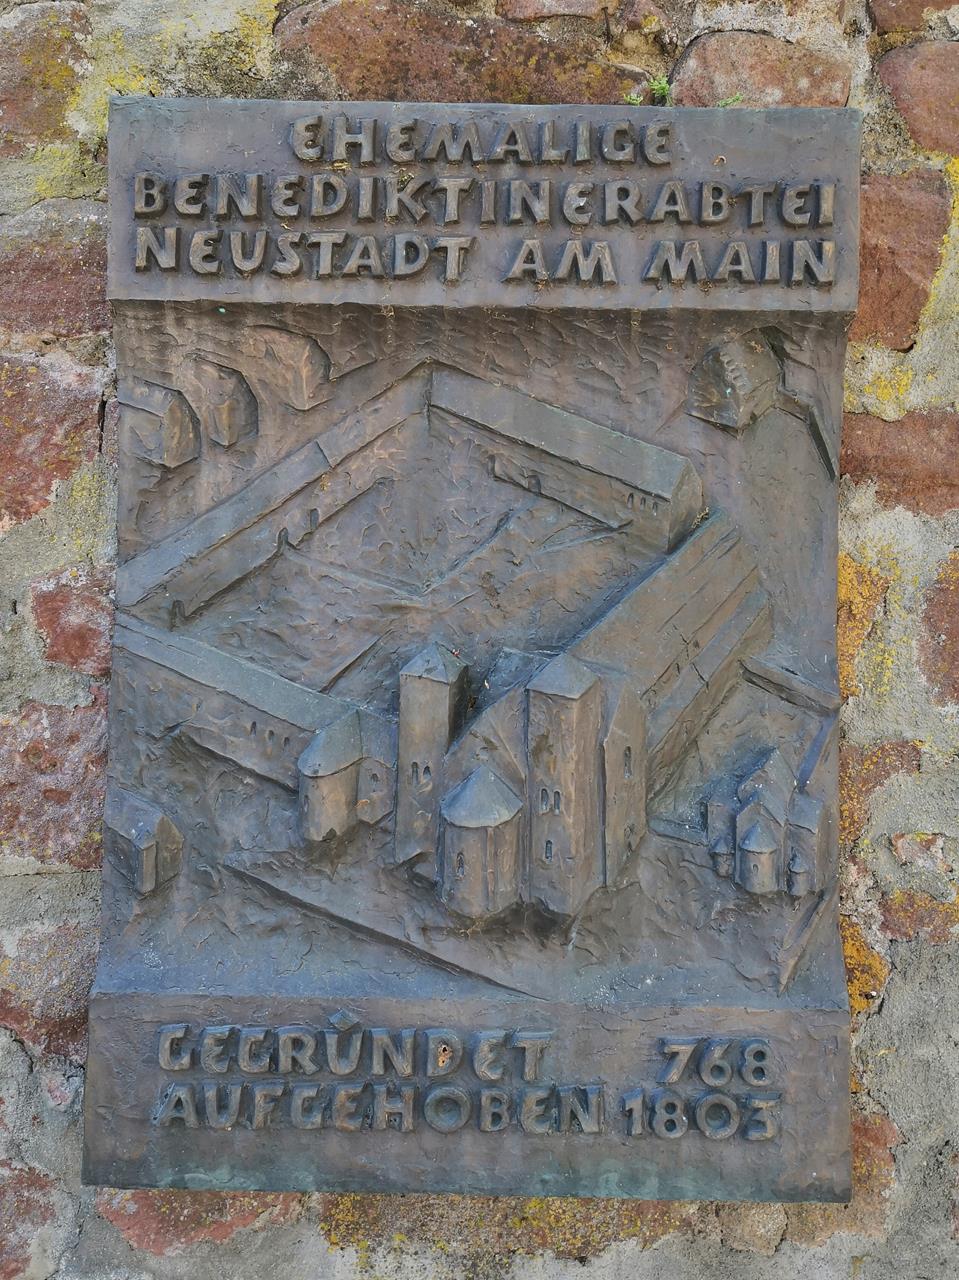 EHEMALIGE
BENEDIKTINERABTEI
NEUSTADT AM MAIN
GEGRÜNDET 768
AUFGEHOBEN 1803